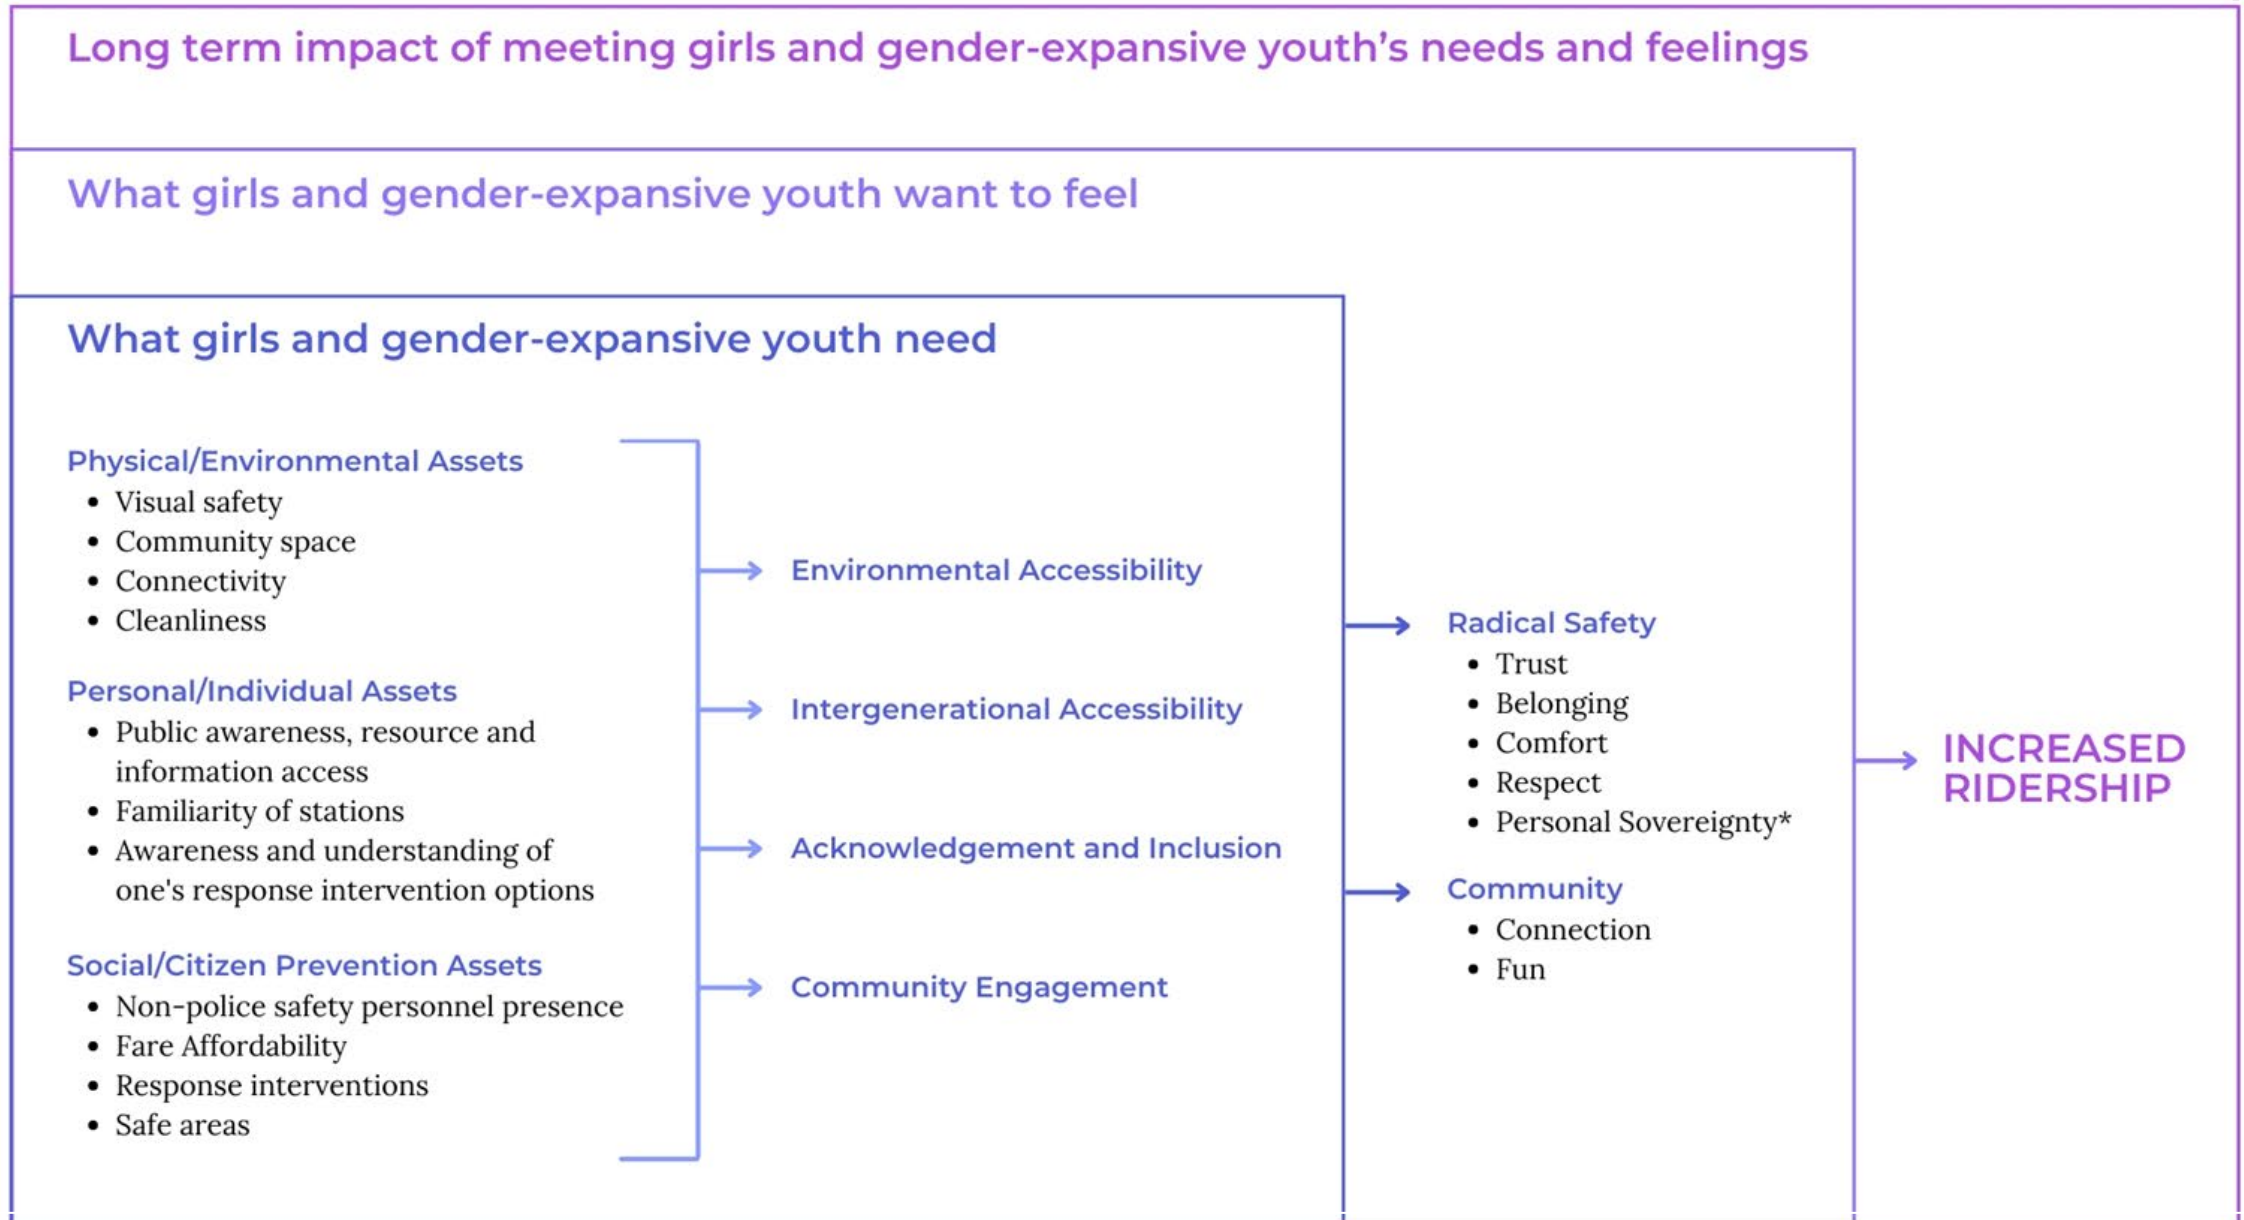 Long term impact of meeting girls and gender-expansive youth’s needs and feelings
What girls and gender-expansive youth want to feel
What girls and gender-expansive youth need
Physical/Environmental Assets
• Visual safety
• Community space
• Connectivity
• Cleanliness
Personal/Individual Assets
• Public awareness, resource and
information access
• Familiarity of stations
• Awareness and understanding of
one's response intervention options
Social/Citizen Prevention Assets
• Non-police safety personnel presence
• Fare Affordability
• Response interventions
• Safe areas
Environmental Accessibility
Intergenerational Accessibility
Acknowledgement and Inclusion
Community Engagement
Radical Safety
• Trust
• Belonging
• Comfort
• Respect
• Personal Sovereignty*
Community
• Connection
• Fun
INCREASED
RIDERSHIP